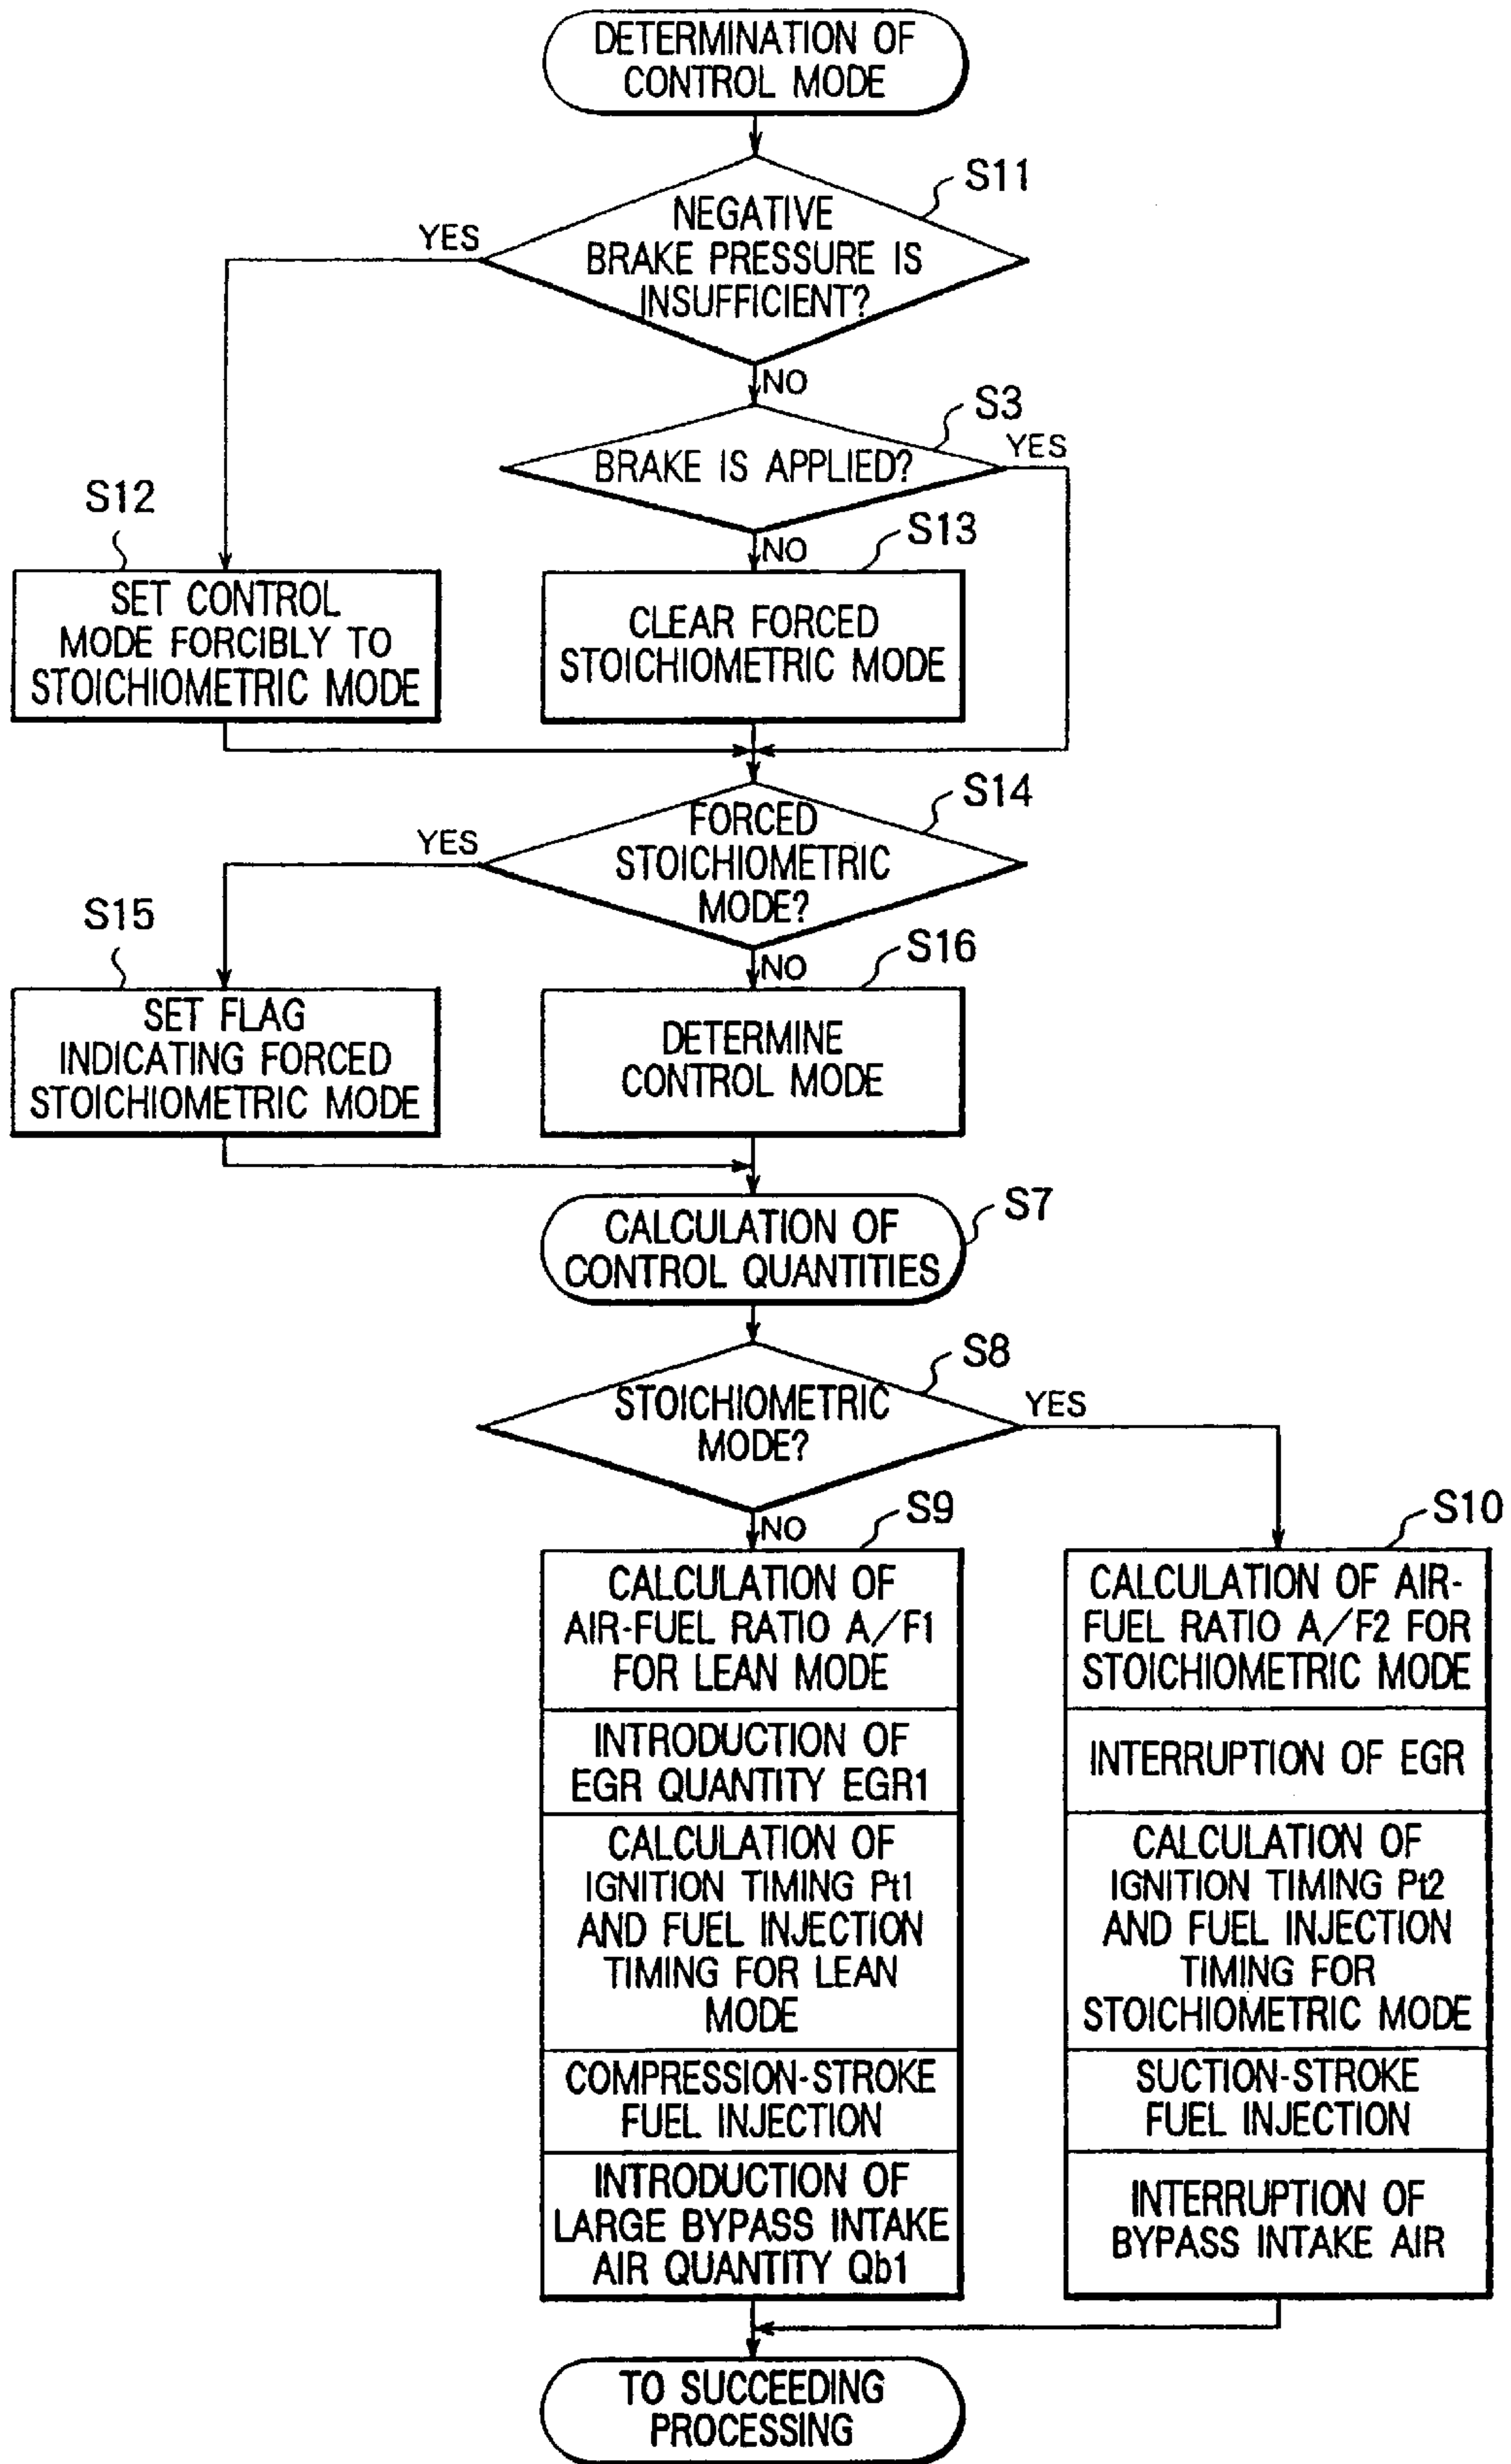 DETERMINATION OF
CONTROL MODE
S11
NEGATIVE
BRAKE PRESSURE IS
INSUFFICIENT?
YES
NO
S3
BRAKE IS APPLIED?
YES
S12
NO
S13
SET CONTROL
MODE FORCIBLY TO
STOICHIOMETRIC MODE
CLEAR FORCED
STOICHIOMETRIC MODE
S14
FORCED
STOICHIOMETRIC
MODE?
YES
S15
NO
S16
SET FLAG
INDICATING FORCED
STOICHIOMETRIC MODE
DETERMINE
CONTROL MODE
S7
CALCULATION OF
CONTROL QUANTITIES
S8
STOICHIOMETRIC
MODE?
YES
NO
S9
CALCULATION OF
AIR-FUEL RATIO A/F1
FOR LEAN MODE
INTRODUCTION OF
EGR QUANTITY EGR1
CALCULATION OF
IGNITION TIMING Pt1
AND FUEL INJECTION
TIMING FOR LEAN
MODE
COMPRESSION-STROKE
FUEL INJECTION
INTRODUCTION OF
LARGE BYPASS INTAKE
AIR QUANTITY Qb1
S10
CALCULATION OF AIR-
FUEL RATIO A/F2 FOR
STOICHIOMETRIC MODE
INTERRUPTION OF EGR
CALCULATION OF
IGNITION TIMING Pt2
AND FUEL INJECTION
TIMING FOR
STOICHIOMETRIC MODE
SUCTION-STROKE
FUEL INJECTION
INTERRUPTION OF
BYPASS INTAKE AIR
TO SUCCEEDING
PROCESSING